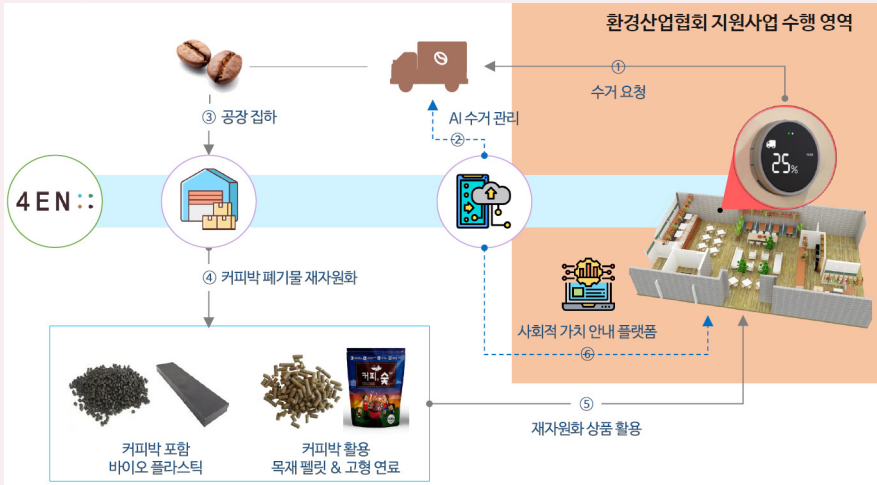 환경산업협회 지원사업 수행 영역
①
수거 요청
AI 수거 관리
②
③ 공장 집하
25%
4EN
④ 커피박 폐기물 재자원화
사회적 가치 안내 플랫폼
⑥
커피, 숯
커피박 포함
바이오 플라스틱
커피박 활용
목재 펠릿 & 고형 연료
⑤
재자원화 상품 활용